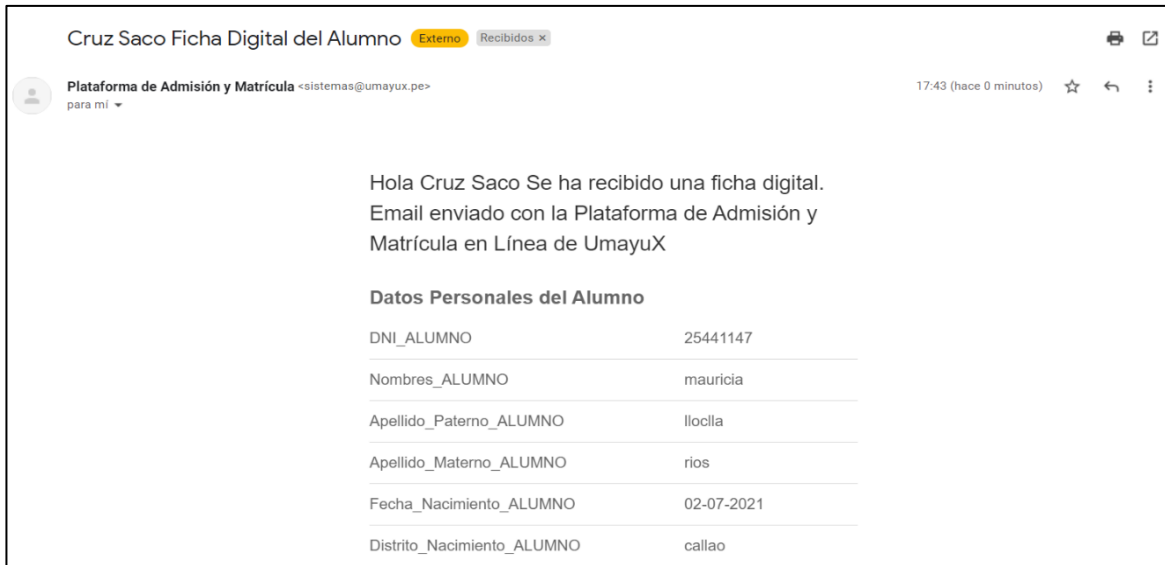 Cruz Saco Ficha Digital del Alumno Externo Recibidos ×
Plataforma de Admisión y Matrícula <sistemas@umayux.pe> 17:43 (hace 0 minutos)
para mí
Hola Cruz Saco Se ha recibido una ficha digital.
Email enviado con la Plataforma de Admisión y
Matrícula en Línea de UmayuX
Datos Personales del Alumno
DNI_ALUMNO 25441147
Nombres_ALUMNO mauricia
Apellido_Paterno_ALUMNO lloclla
Apellido_Materno_ALUMNO rios
Fecha_Nacimiento_ALUMNO 02-07-2021
Distrito_Nacimiento_ALUMNO callao